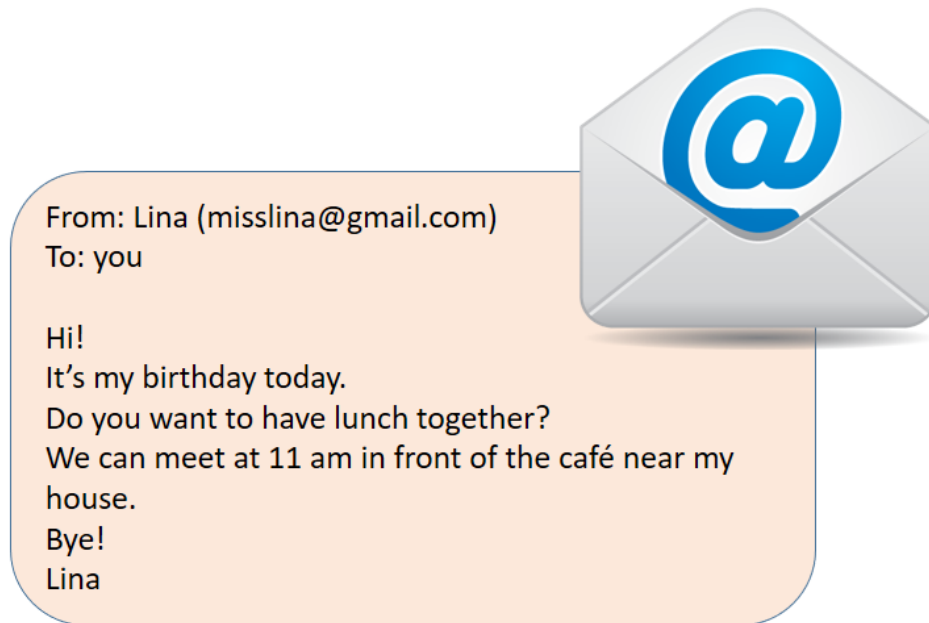 From: Lina (misslina@gmail.com)
To: you
Hi!
It's my birthday today.
Do you want to have lunch together?
We can meet at 11 am in front of the café near my
house.
Bye!
Lina